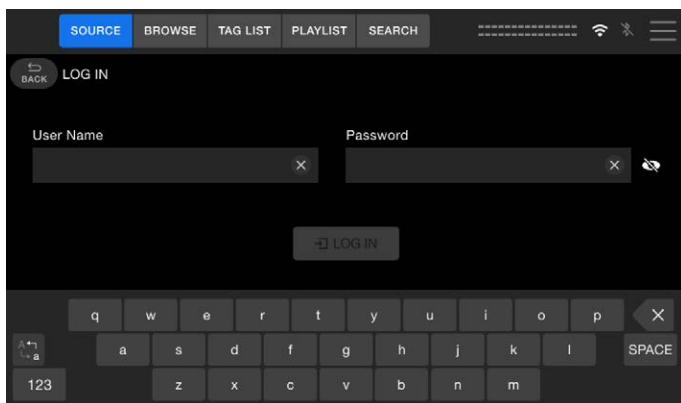 SOURCE BROWSE TAG LIST PLAYLIST SEARCH
BACK LOG IN
User Name Password
LOG IN
q w e r t y u i o p
A a a s d f g h j k l SPACE
123 z x c v b n m